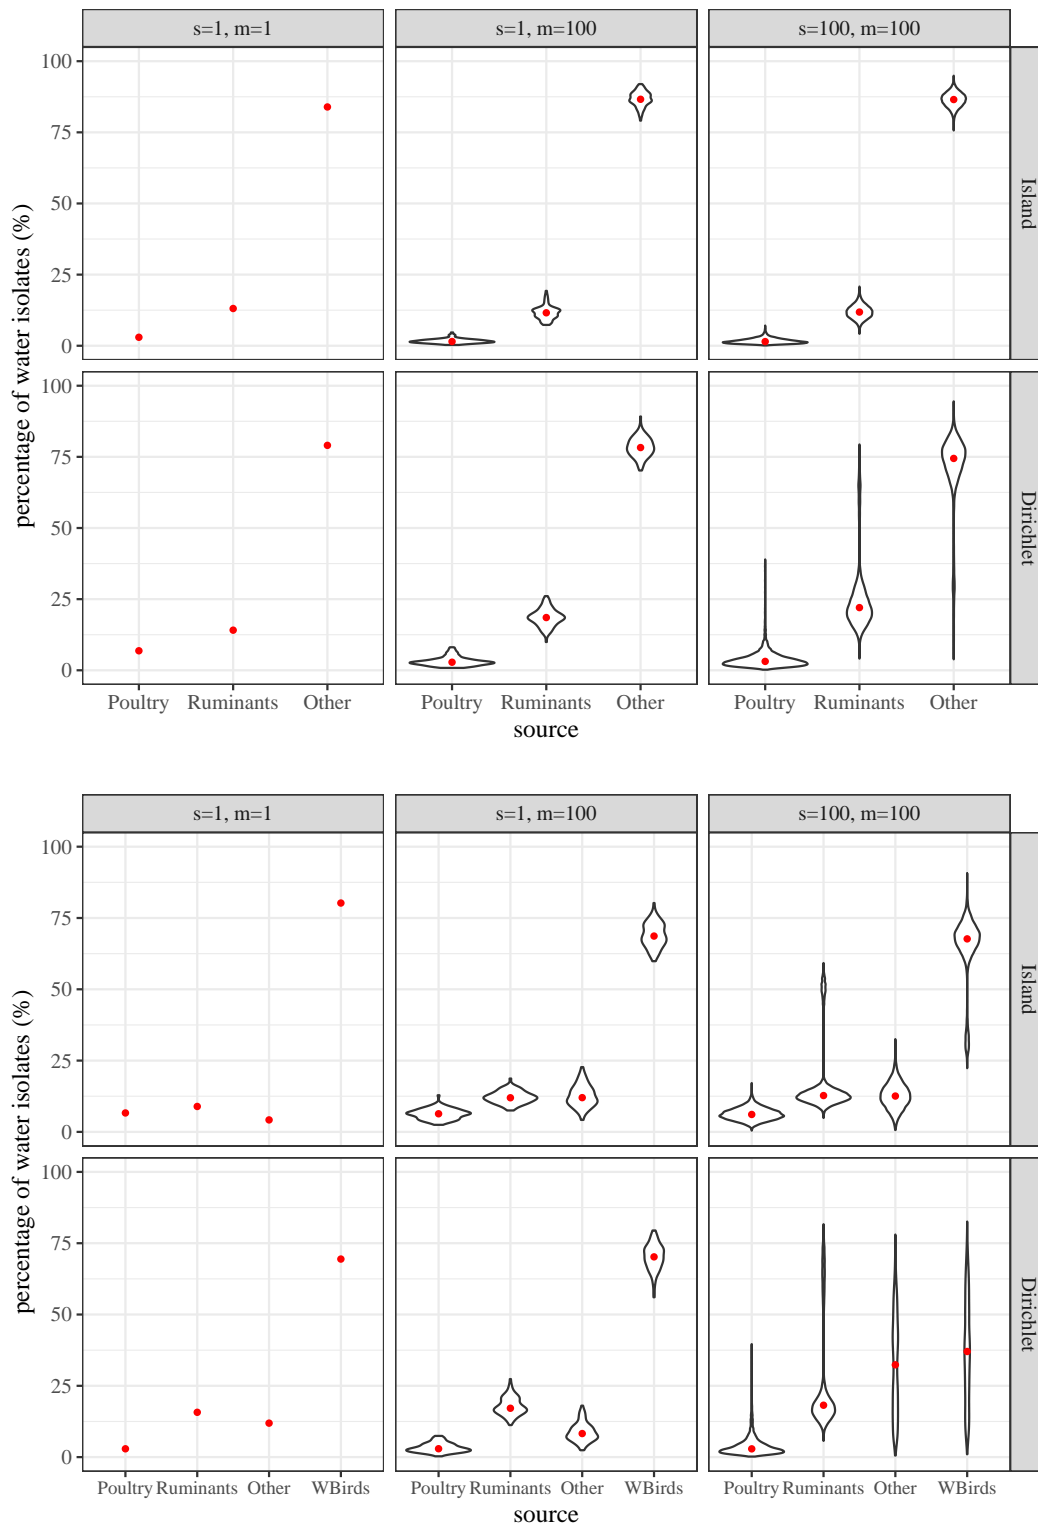 s=1, m=1 s=1, m=100 s=100, m=100
percentage of water isolates (%)
100
75
50
25
0
Island
100
75
50
25
0
Dirichlet
Poultry Ruminants Other Poultry Ruminants Other Poultry Ruminants Other
source
s=1, m=1 s=1, m=100 s=100, m=100
percentage of water isolates (%)
100
75
50
25
0
Island
100
75
50
25
0
Dirichlet
Poultry Ruminants Other WBirds Poultry Ruminants Other WBirds Poultry Ruminants Other WBirds
source